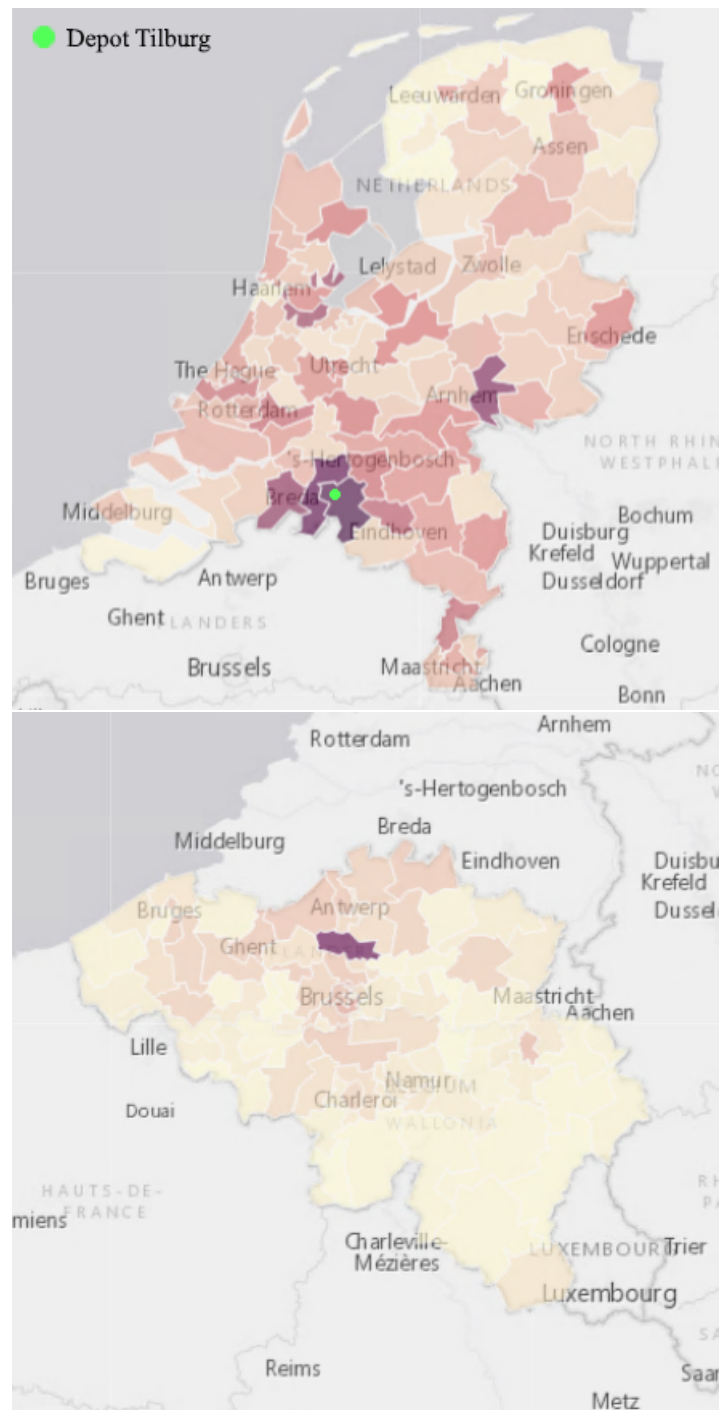 Depot Tilburg
Leeuwarden
Groningen
Assen
NETHERLANDS
Lelystad
Zwolle
Haarlem
Enschede
The Hague
Utrecht
Arnhem
Rotterdam
NORTH RHIN
WESTPHALI
's-Hertogenbosch
Breda
Middelburg
Eindhoven
Bochum
Duisburg
Krefeld
Wuppertal
Dusseldorf
Bruges
Antwerp
Ghent
FLANDERS
Brussels
Cologne
Maastricht
Aachen
Bonn
Arnhem
Rotterdam
's-Hertogenbosch
Breda
Middelburg
Eindhoven
Duisbu
Krefeld
Dussel
Bruges
Antwerp
Ghent
Brussels
Maastricht
Aachen
Lille
Namur
BELGIUM
Charleroi
Douai
WALLONIA
HAUTS-DE-
FRANCE
miens
Charleville-
Mézières
LUXEMBOURG
Trier
Luxembourg
Reims
Saar
Metz